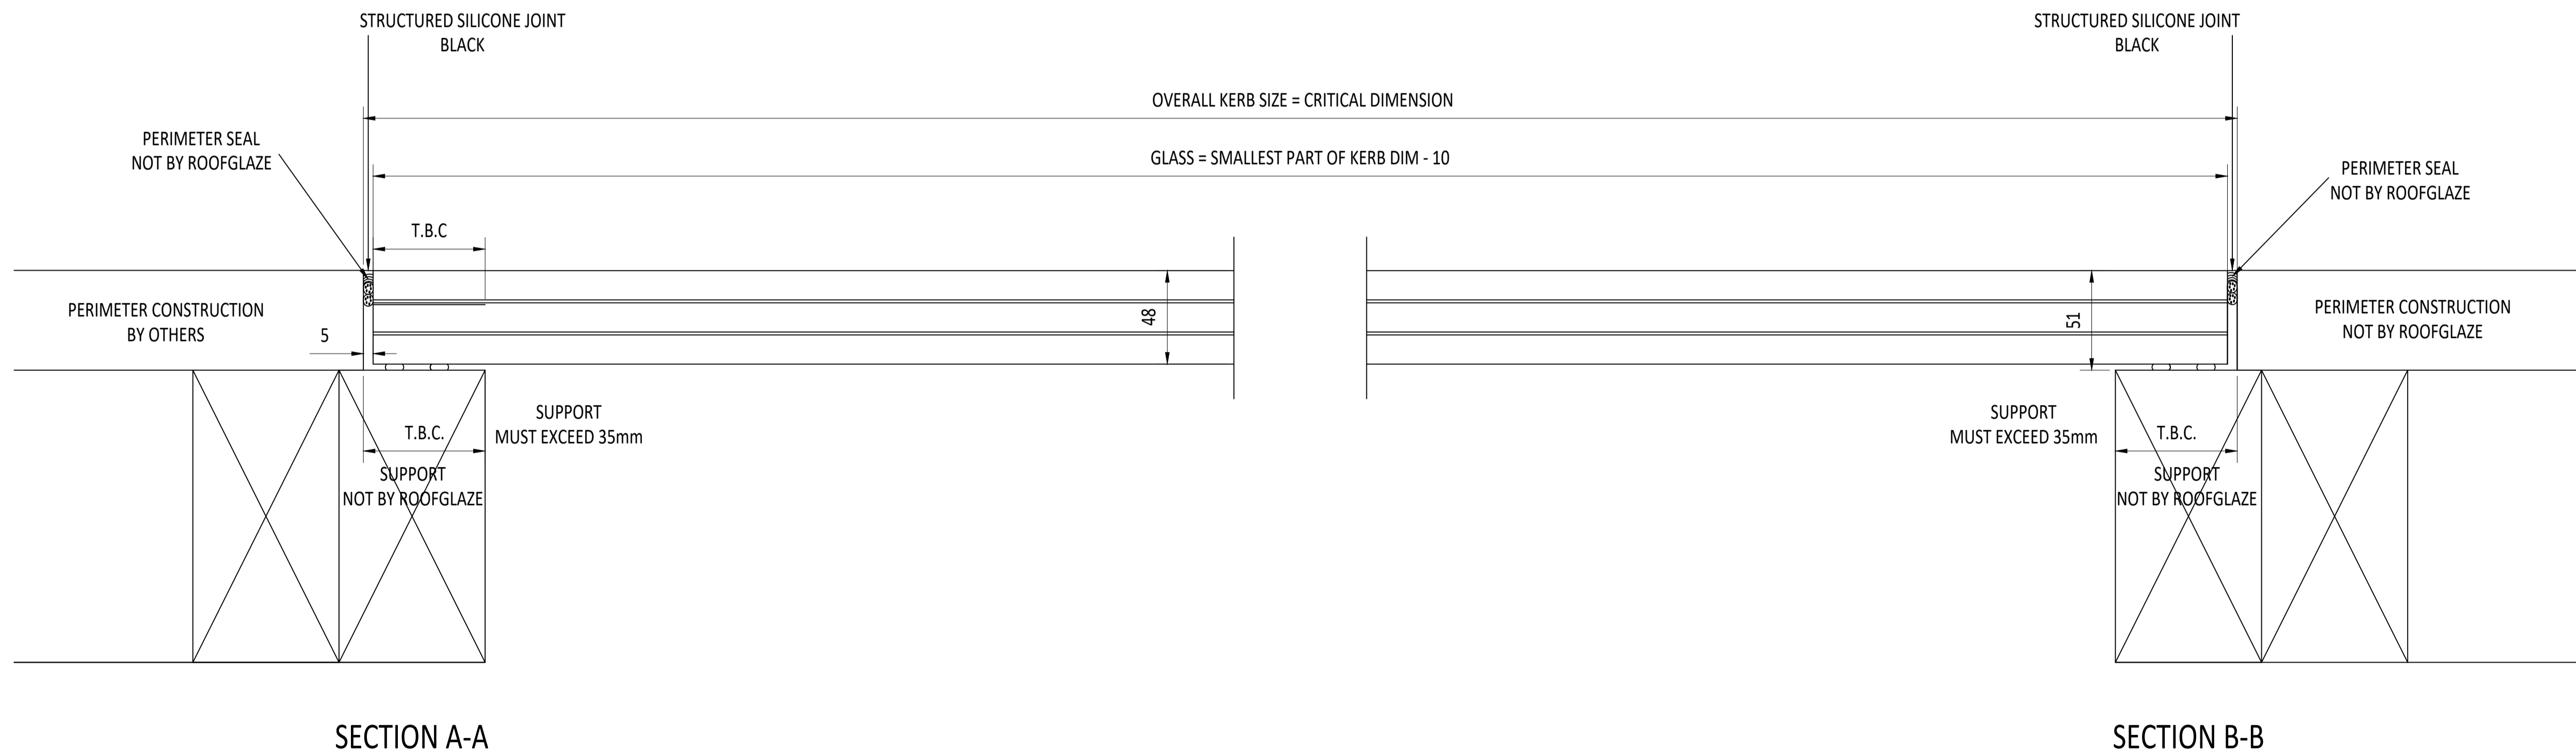 STRUCTURED SILICONE JOINT
BLACK
STRUCTURED SILICONE JOINT
BLACK
OVERALL KERB SIZE = CRITICAL DIMENSION
PERIMETER SEAL
NOT BY ROOFGLAZE
GLASS = SMALLEST PART OF KERB DIM - 10
PERIMETER SEAL
NOT BY ROOFGLAZE
T.B.C
PERIMETER CONSTRUCTION
BY OTHERS
5
48
51
PERIMETER CONSTRUCTION
NOT BY ROOFGLAZE
T.B.C.
SUPPORT
MUST EXCEED 35mm
SUPPORT
NOT BY ROOFGLAZE
SUPPORT
MUST EXCEED 35mm
T.B.C.
SUPPORT
NOT BY ROOFGLAZE
SECTION A-A
SECTION B-B